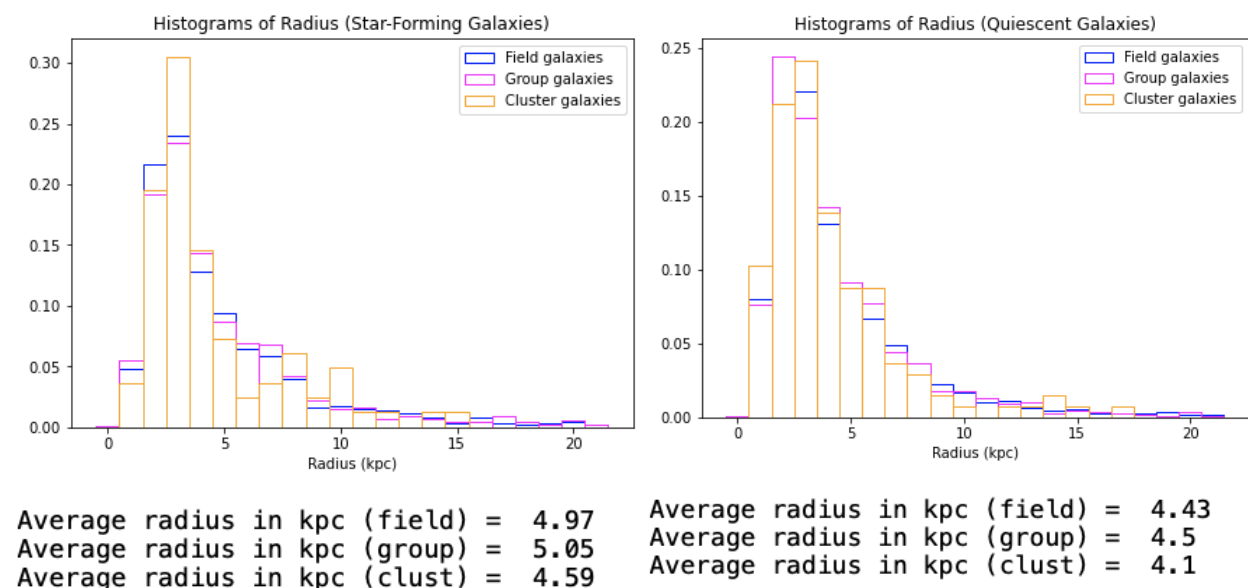 Histograms of Radius (Star-Forming Galaxies)
Field galaxies
Group galaxies
Cluster galaxies
0.30
0.25
0.20
0.15
0.10
0.05
0.00
0 5 10 15 20
Radius (kpc)
Average radius in kpc (field) = 4.97
Average radius in kpc (group) = 5.05
Average radius in kpc (clust) = 4.59
Histograms of Radius (Quiescent Galaxies)
Field galaxies
Group galaxies
Cluster galaxies
0.25
0.20
0.15
0.10
0.05
0.00
0 5 10 15 20
Radius (kpc)
Average radius in kpc (field) = 4.43
Average radius in kpc (group) = 4.5
Average radius in kpc (clust) = 4.1